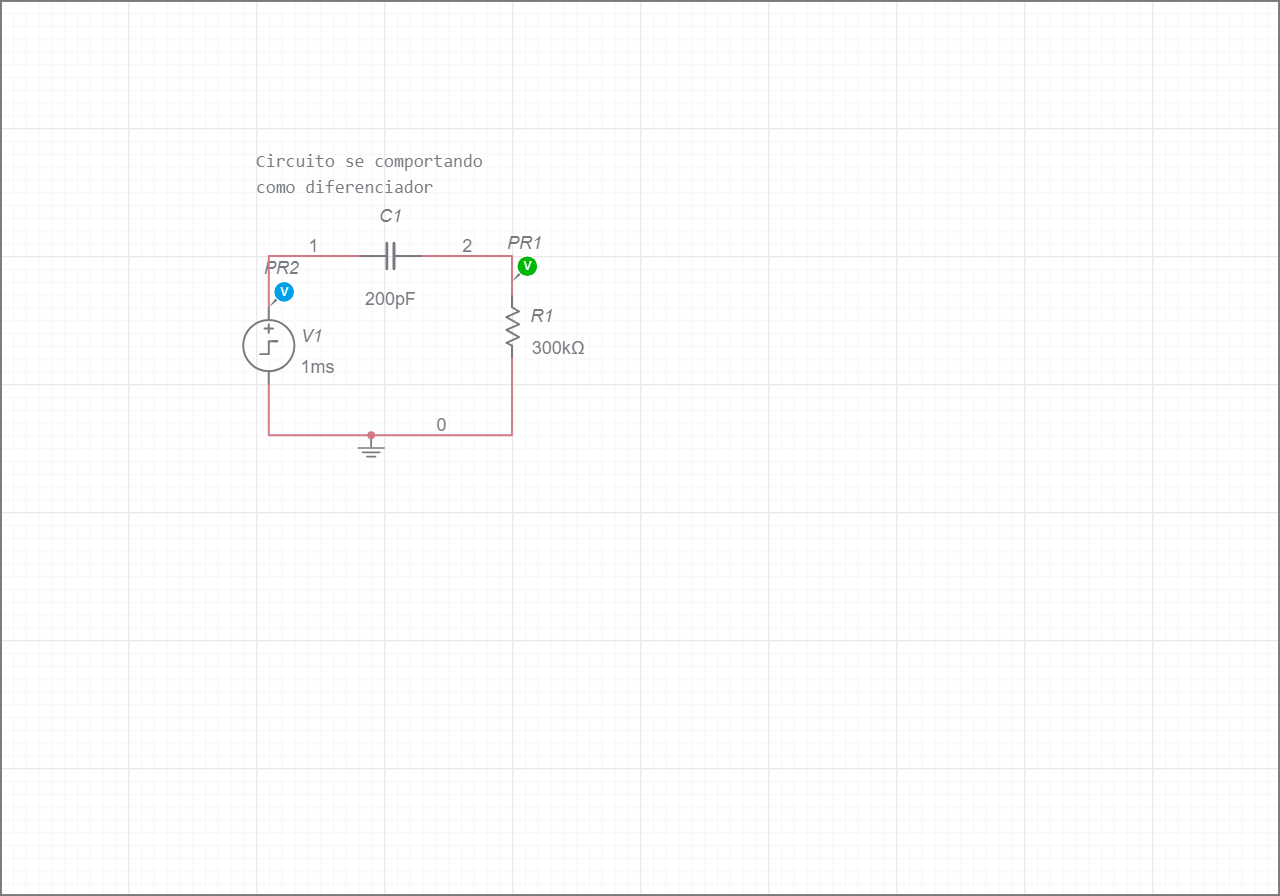 Circuito se comportando
como diferenciador
C1
1
2
PR1
V
PR2
V
200pF
R1
V1
300kΩ
1ms
0